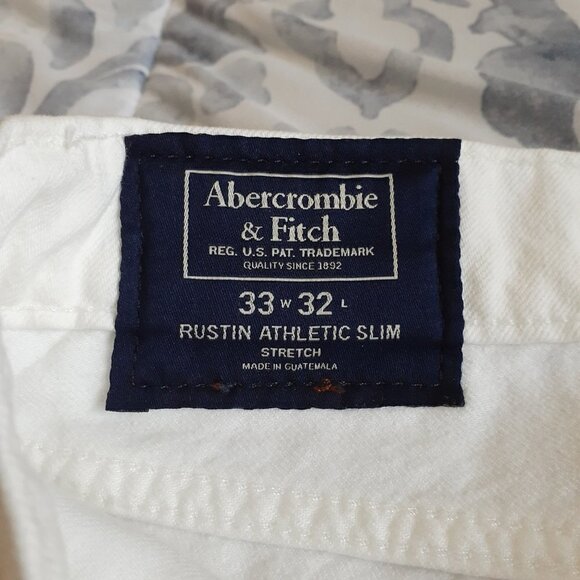 Abercrombie
& Fitch
REG. U.S. PAT. TRADEMARK
QUALITY SINCE 1892
33 W 32 L
RUSTIN ATHLETIC SLIM
STRETCH
MADE IN GUATEMALA